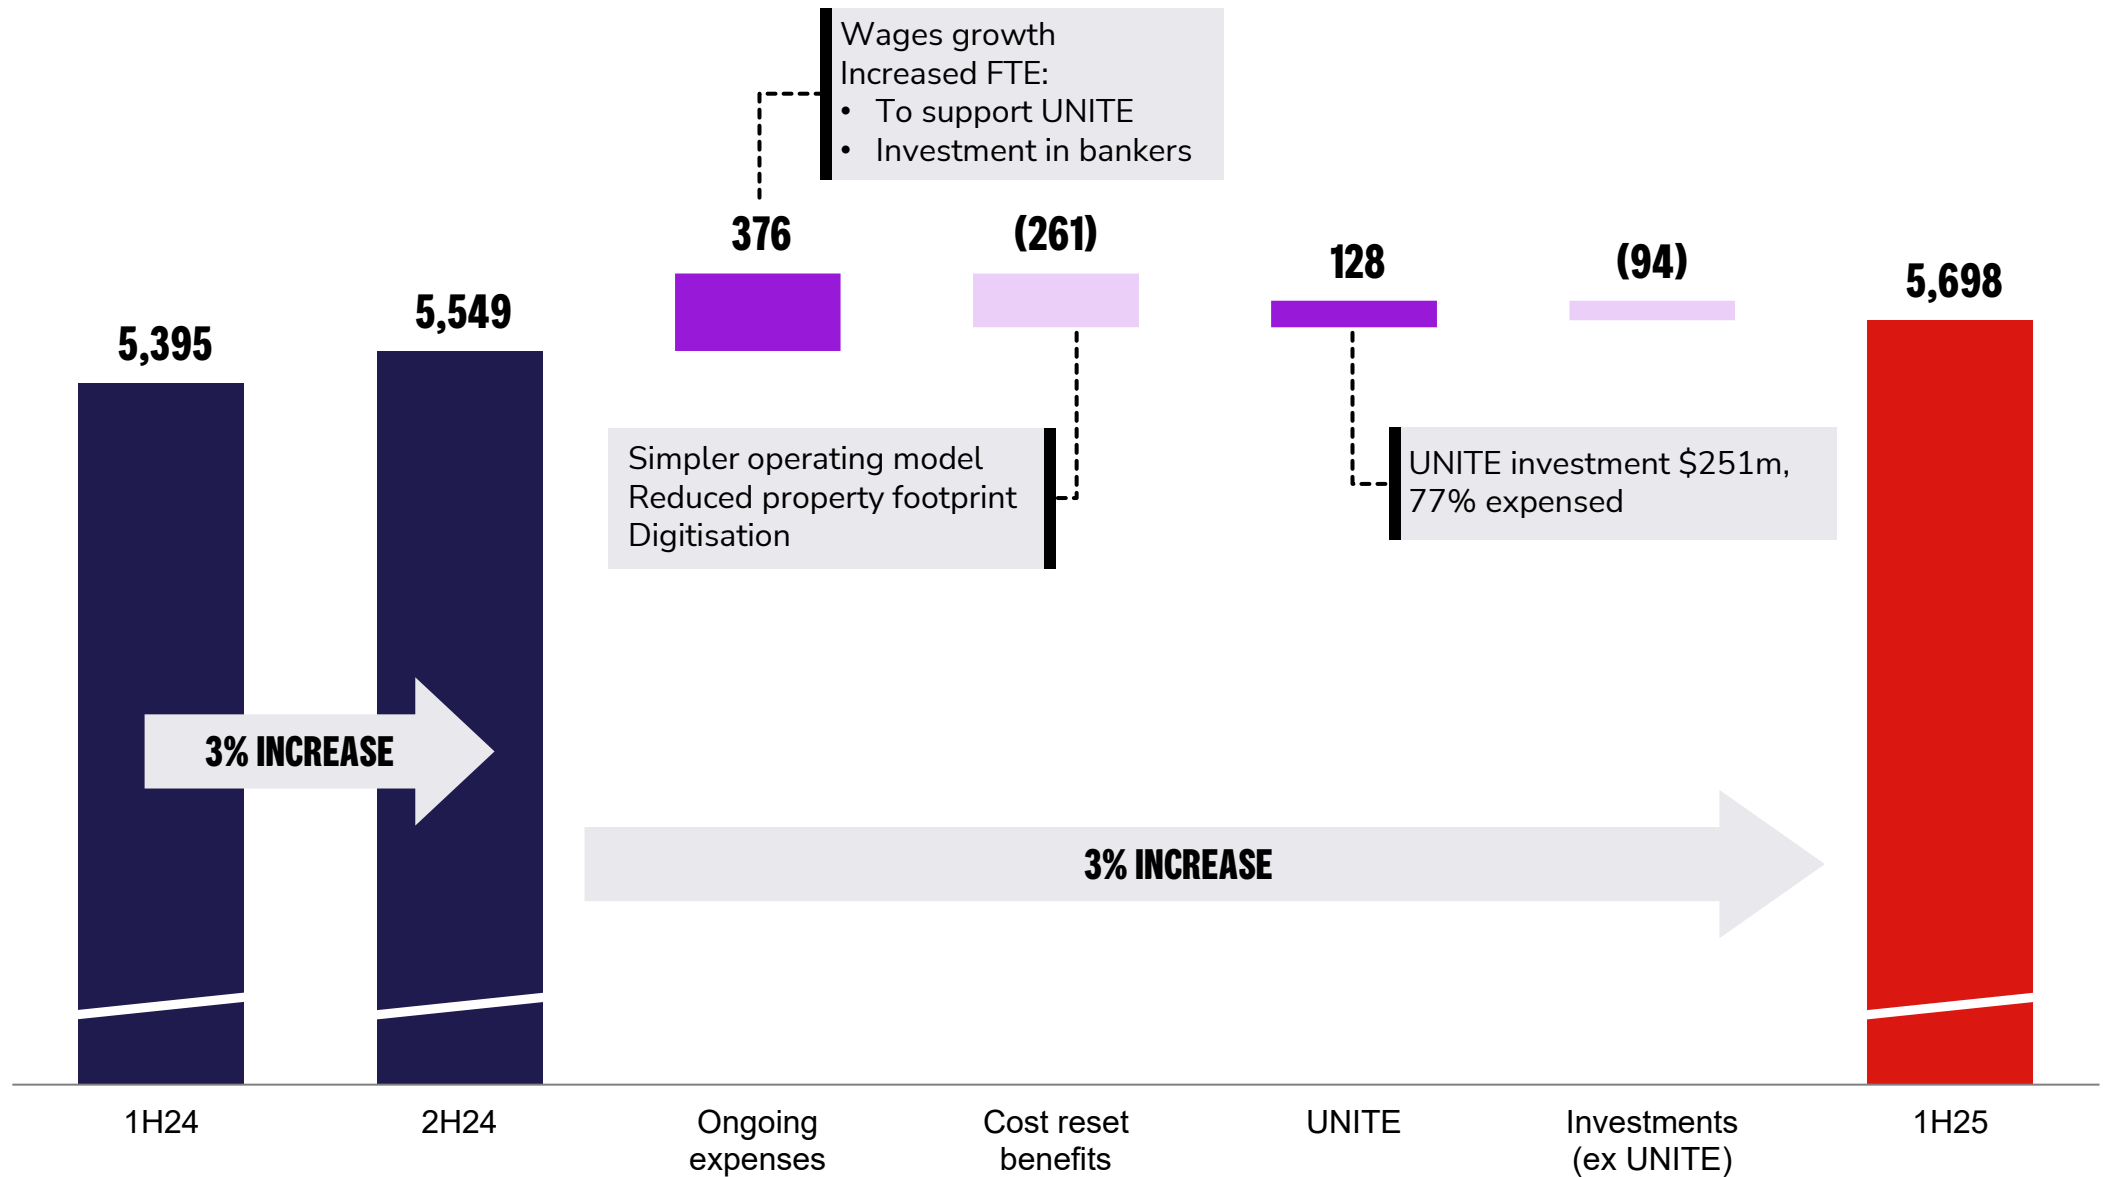 Wages growth
Increased FTE:
• To support UNITE
• Investment in bankers
5,395
5,549
376
(261)
128
(94)
5,698
Simpler operating model
Reduced property footprint
Digitisation
UNITE investment $251m,
77% expensed
3% INCREASE
3% INCREASE
1H24
2H24
Ongoing
expenses
Cost reset
benefits
UNITE
Investments
(ex UNITE)
1H25